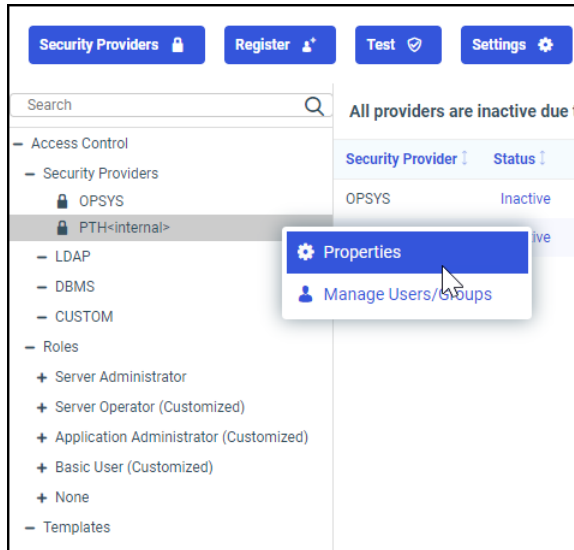 Security Providers Register Test Settings
Search
All providers are inactive due
Access Control
Security Provider Status
Security Providers
OPSYS
OPSYS Inactive
PTH<internal>
ive
LDAP
Properties
DBMS
Manage Users/Groups
CUSTOM
Roles
Server Administrator
Server Operator (Customized)
Application Administrator (Customized)
Basic User (Customized)
None
Templates